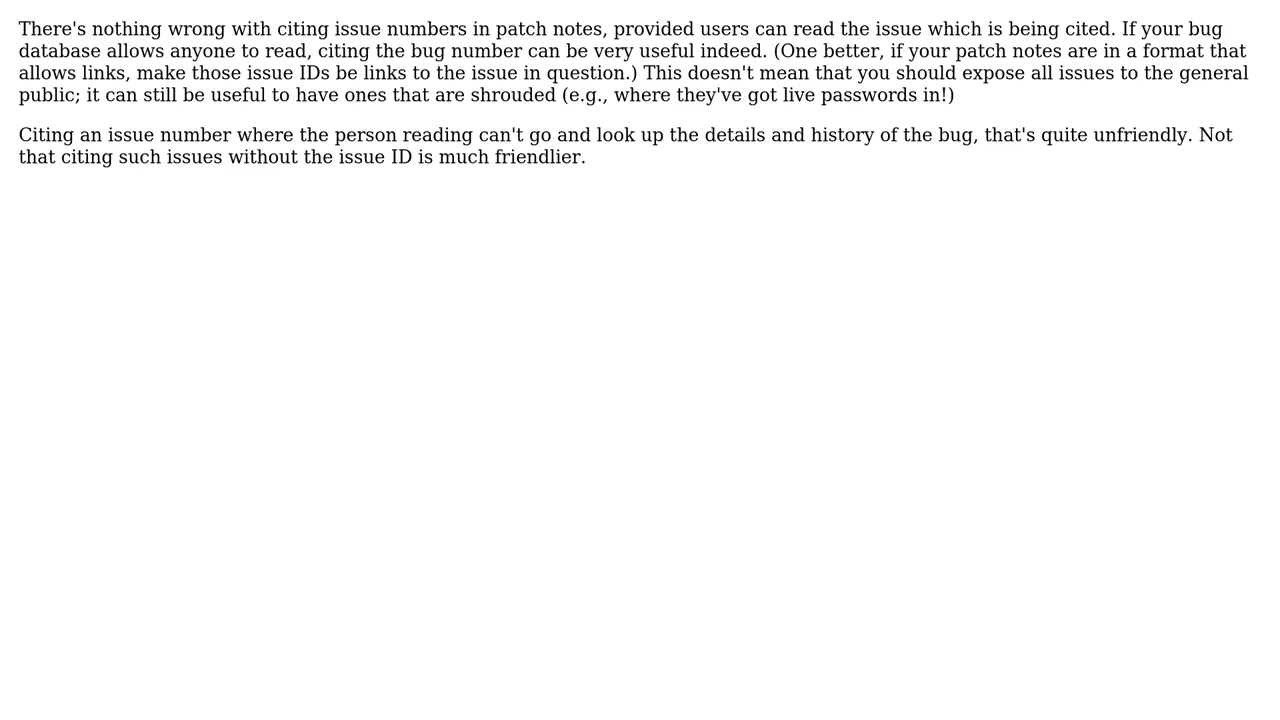 There's nothing wrong with citing issue numbers in patch notes, provided users can read the issue which is being cited. If your bug
database allows anyone to read, citing the bug number can be very useful indeed. (One better, if your patch notes are in a format that
allows links, make those issue IDs be links to the issue in question.) This doesn't mean that you should expose all issues to the general
public; it can still be useful to have ones that are shrouded (e.g., where they've got live passwords in!)
Citing an issue number where the person reading can't go and look up the details and history of the bug, that's quite unfriendly. Not
that citing such issues without the issue ID is much friendlier.